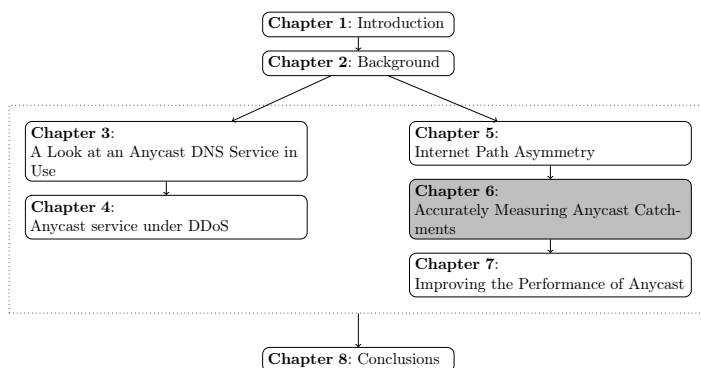 Chapter 1: Introduction
Chapter 2: Background
Chapter 3:
A Look at an Anycast DNS Service in
Use
Chapter 4:
Anycast service under DDoS
Chapter 5:
Internet Path Asymmetry
Chapter 6:
Accurately Measuring Anycast Catch-
ments
Chapter 7:
Improving the Performance of Anycast
Chapter 8: Conclusions